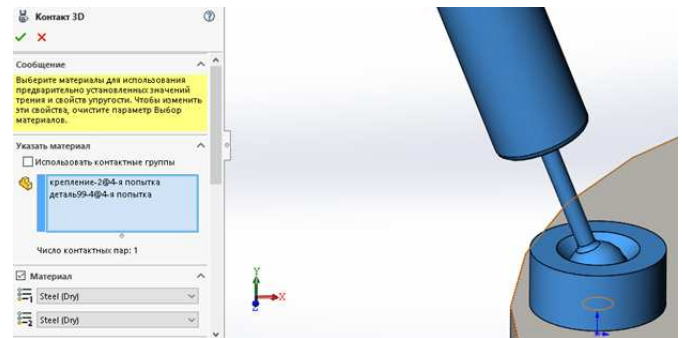 Контакт 3D
Сообщение
Выберите материалы для использования
предварительно установленных значений
трения и свойств упругости. Чтобы изменить
эти свойства, очистите параметр Выбор
материалов.
Указать материал
Использовать контактные группы
крепление-2@4-я попытка
деталь99-4@4-я попытка
Число контактных пар: 1
Материал
1 Steel (Dry)
2 Steel (Dry)
Y
X
Z